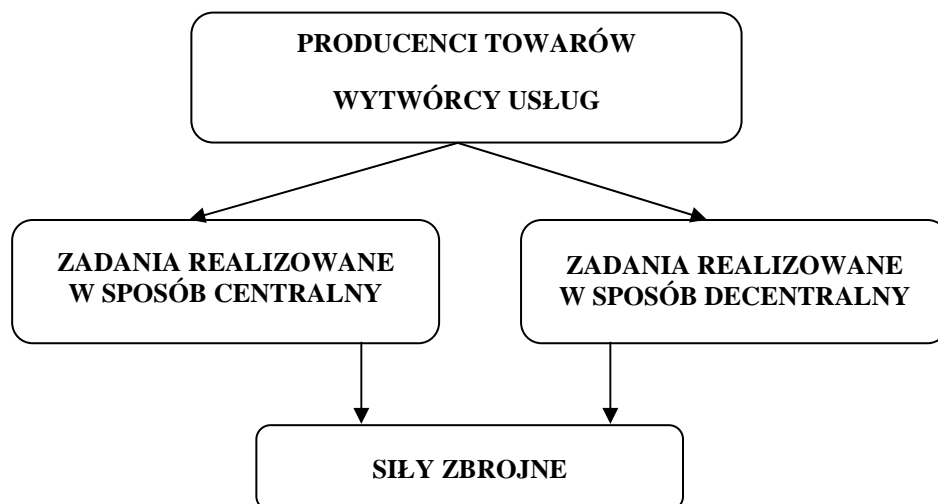 PRODUCENCI TOWARÓW
WYTWÓRCY USŁUG
ZADANIA REALIZOWANE
W SPOSÓB CENTRALNY
ZADANIA REALIZOWANE
W SPOSÓB DECENTRALNY
SIŁY ZBROJNE